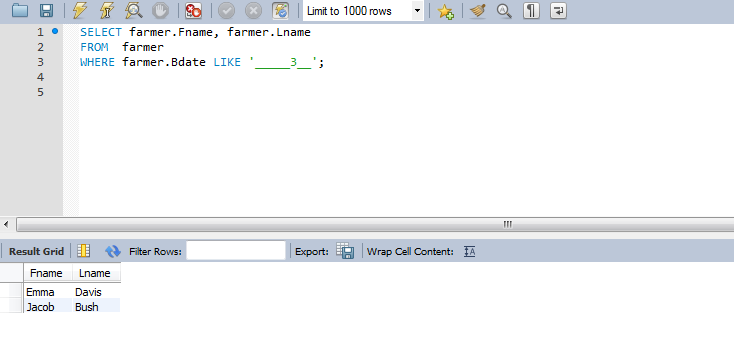 Limit to 1000 rows
1 SELECT farmer.Fname, farmer.Lname
2 FROM  farmer
3 WHERE farmer.Bdate LIKE '_____3__';
4
5
Result Grid Filter Rows: Export: Wrap Cell Content:
Fname Lname
Emma Davis
Jacob Bush